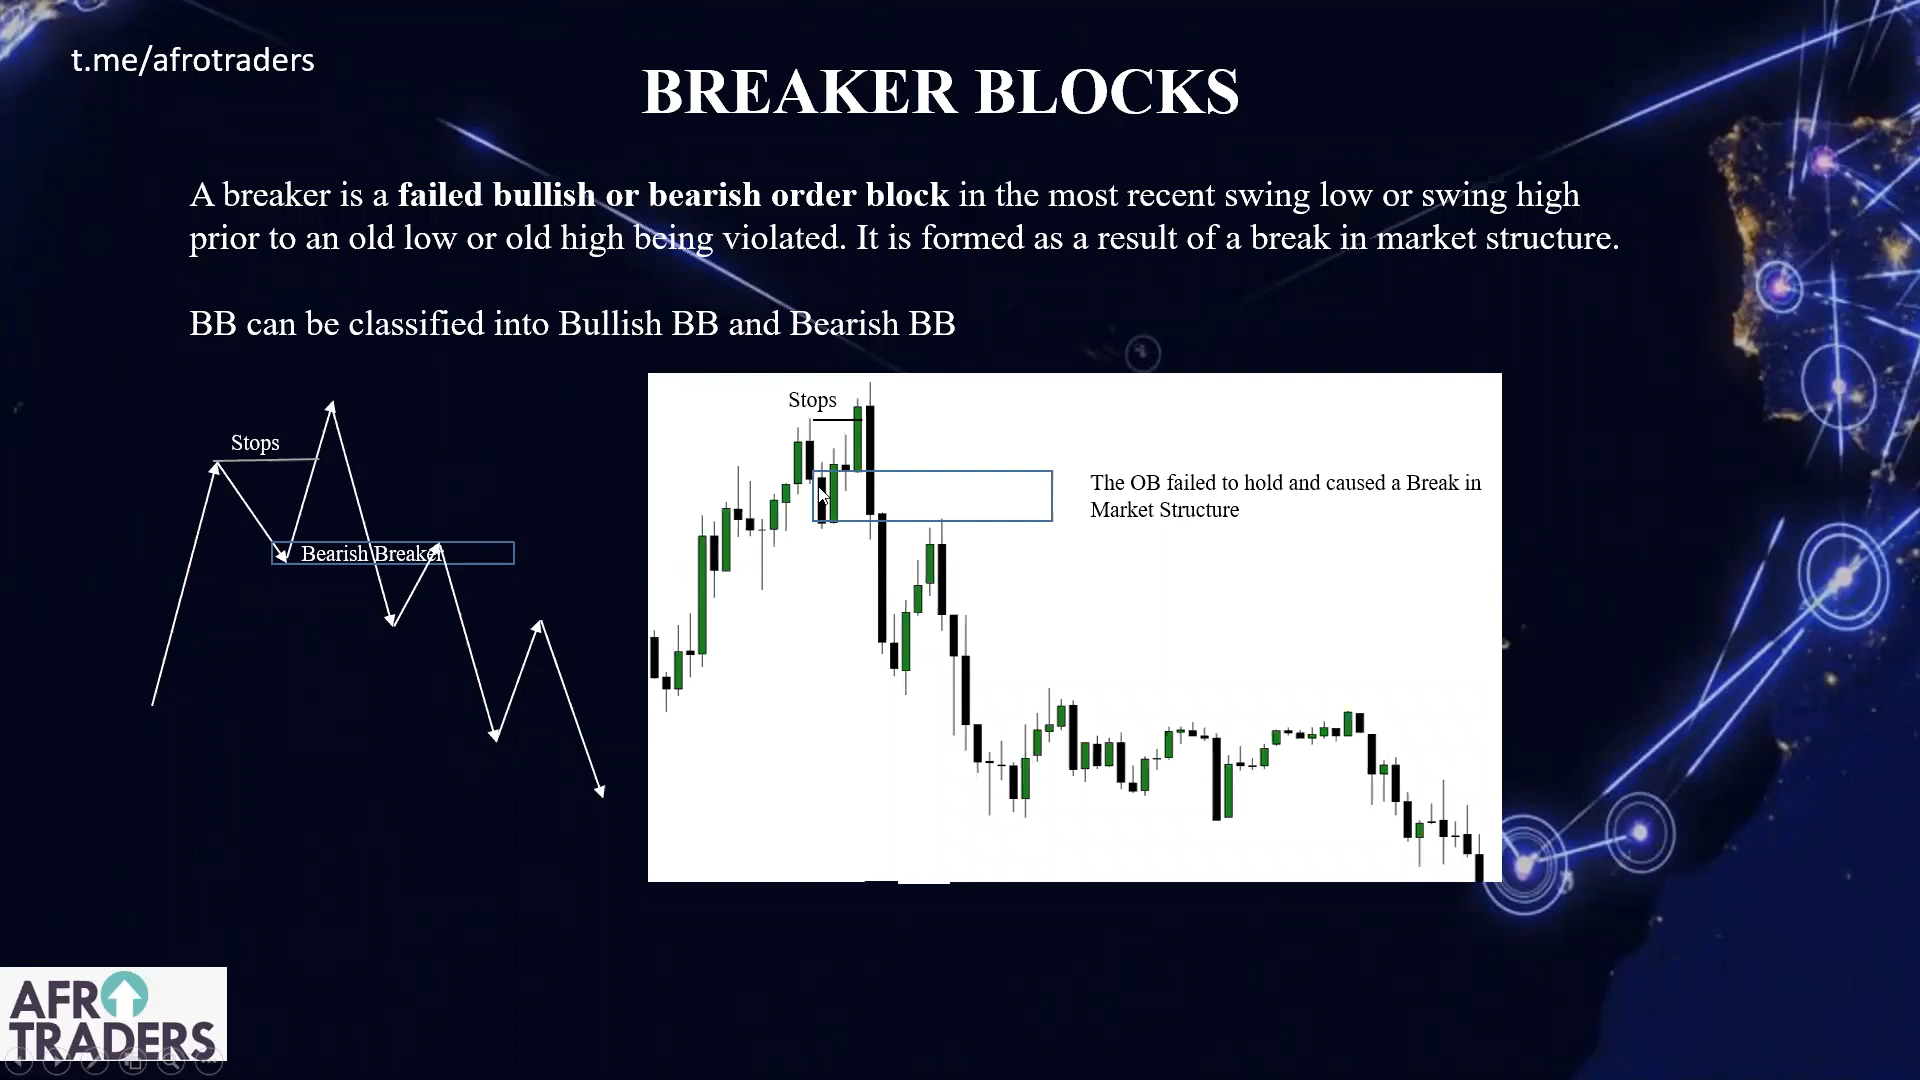 t.me/afrotraders
BREAKER BLOCKS
A breaker is a failed bullish or bearish order block in the most recent swing low or swing high
prior to an old low or old high being violated. It is formed as a result of a break in market structure.
BB can be classified into Bullish BB and Bearish BB
Stops
Bearish Breaker
Stops
The OB failed to hold and caused a Break in
Market Structure
AFRO
TRADERS